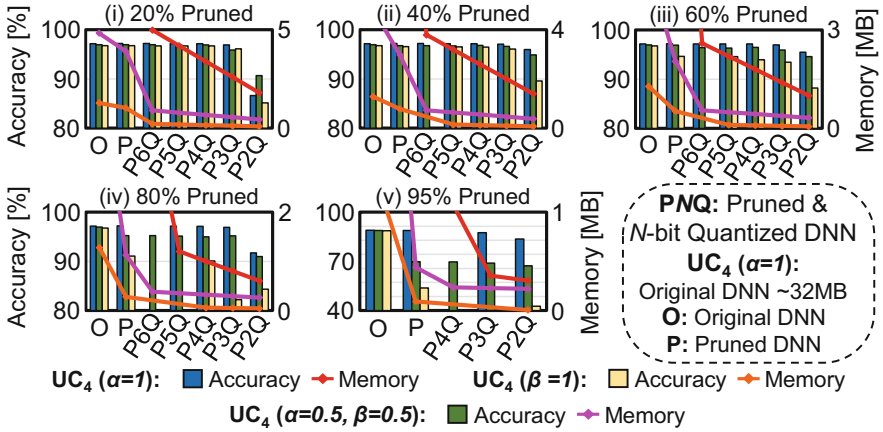 (i) 20% Pruned
(ii) 40% Pruned
(iii) 60% Pruned
Accuracy [%]
100
90
80
5
0
O P P6Q P5Q P4Q P3Q P2Q
100
90
80
4
0
O P P6Q P5Q P4Q P3Q P2Q
100
90
80
3
0
O P P6Q P5Q P4Q P3Q P2Q
Memory [MB]
(iv) 80% Pruned
(v) 95% Pruned
Accuracy [%]
100
90
80
2
0
O P P6Q P5Q P4Q P3Q P2Q
100
70
40
1
0
O P P4Q P3Q P2Q
Memory [MB]
PNQ: Pruned &
N-bit Quantized DNN
UC4 (α=1):
Original DNN ~32MB
O: Original DNN
P: Pruned DNN
UC4 (α=1): Accuracy Memory UC4 (β =1): Accuracy Memory
UC4 (α=0.5, β=0.5): Accuracy Memory